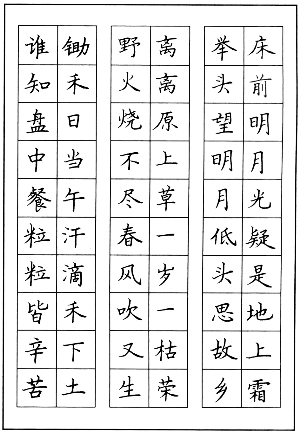 床前明月光疑是地上霜
举头望明月低头思故乡
离离原上草一岁一枯荣
野火烧不尽春风吹又生
锄禾日当午汗滴禾下土
谁知盘中餐粒粒皆辛苦